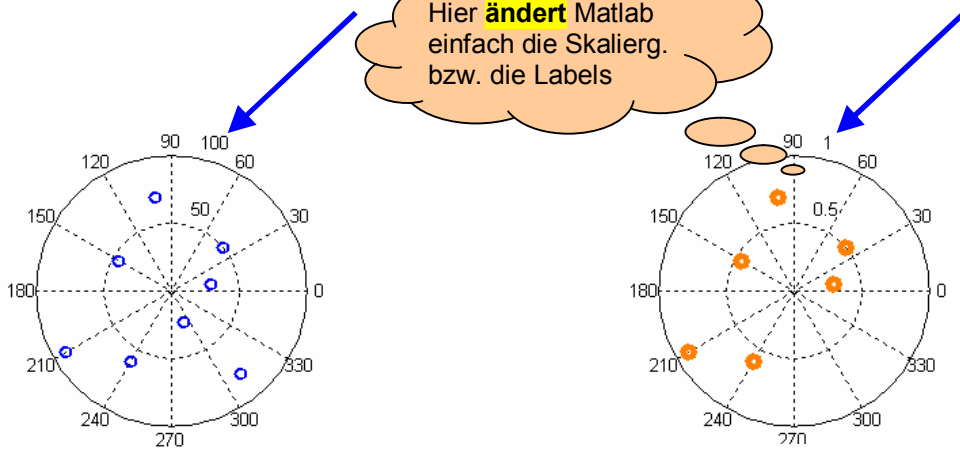 Hier ändert Matlab
einfach die Skalierg.
bzw. die Labels
90 100
120 60
150 50 30
180 0
210 330
240 300
270
90 1
120 60
150 0.5 30
180 0
210 330
240 300
270